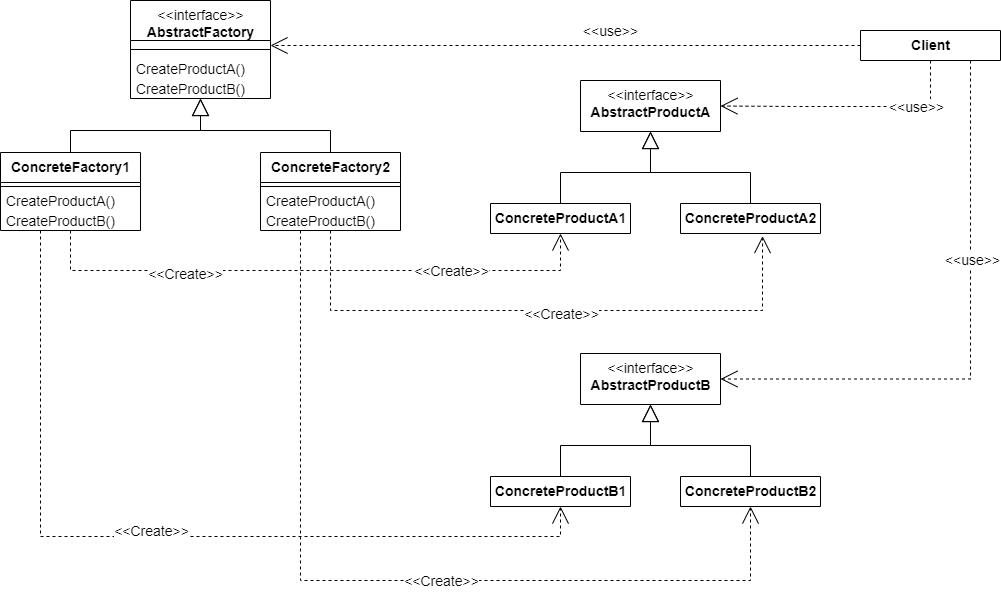 <<interface>>
AbstractFactory
CreateProductA()
CreateProductB()
<<use>>
Client
<<interface>>
AbstractProductA
<<use>>
ConcreteFactory1
CreateProductA()
CreateProductB()
ConcreteFactory2
CreateProductA()
CreateProductB()
ConcreteProductA1
ConcreteProductA2
<<use>>
<<Create>>
<<Create>>
<<Create>>
<<interface>>
AbstractProductB
ConcreteProductB1
ConcreteProductB2
<<Create>>
<<Create>>